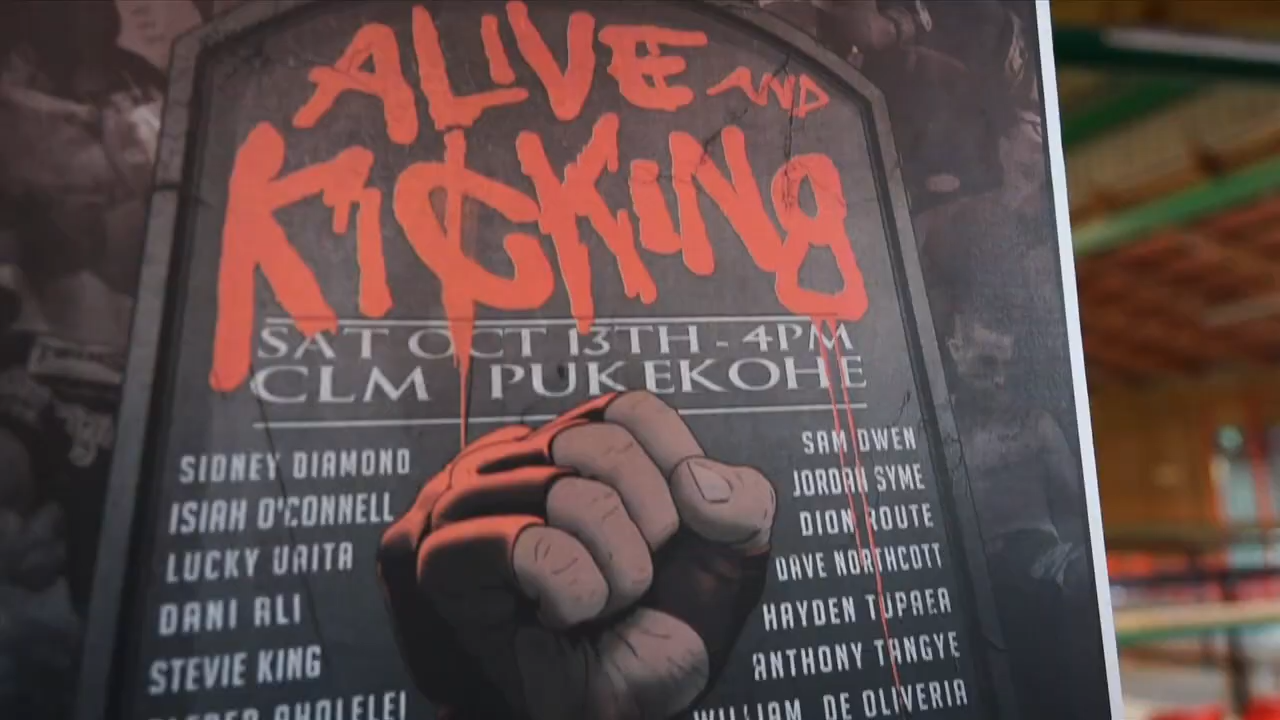 ALIVE AND
KICKING
SAT OCT 13TH - 4PM
CLM PUKEKOHE
SIDNEY DIAMOND
ISIAH O'CONNELL
LUCKY VAITA
DANI ALI
STEVIE KING
AHOLELEI
SAM OWEN
JORDAN SYME
DION ROUTE
DAVE NORTHCOTT
HAYDEN TUPAEA
ANTHONY TANGYE
WILLIAM DE OLIVERIA